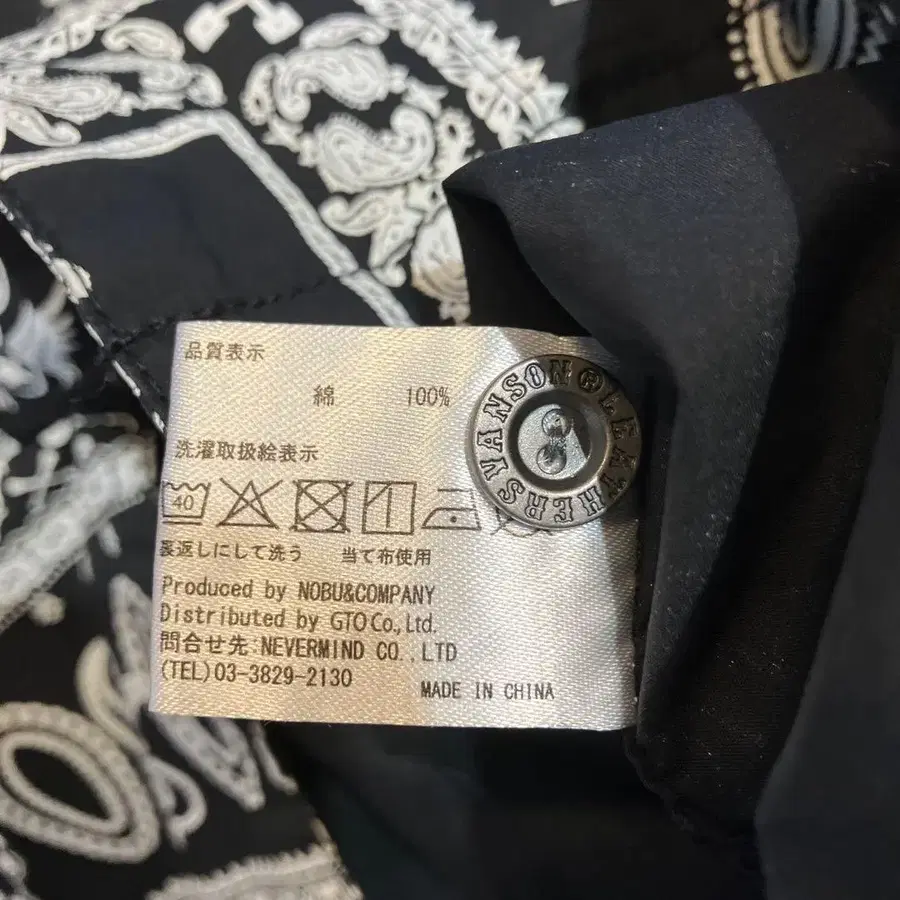 品質表示
綿 100%
洗濯取扱絵表示
40
裏返しにして洗う 当て布使用
Produced by NOBU&COMPANY
Distributed by GTO Co., Ltd.
問合せ先:NEVERMIND CO.,LTD
(TEL)03-3829-2130
MADE IN CHINA
VANSON®LEATHERS